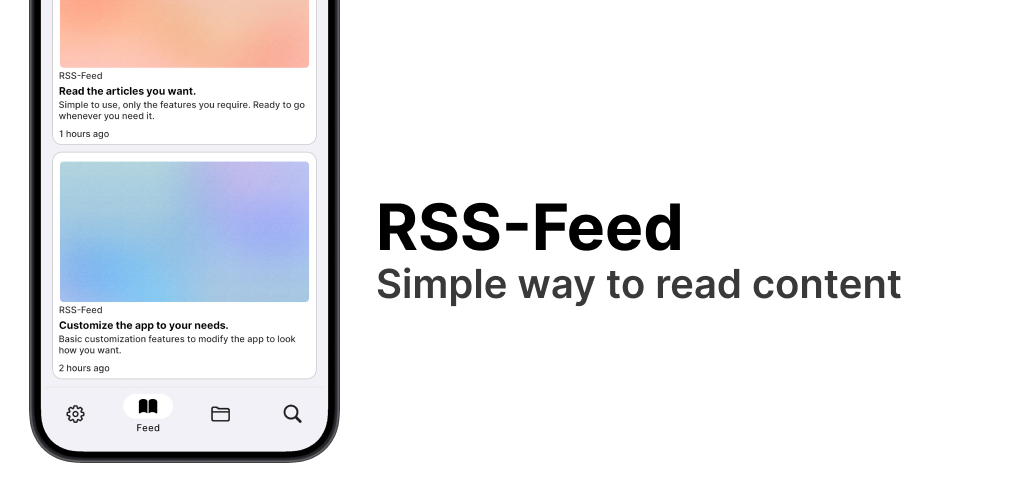 RSS-Feed
Read the articles you want.
Simple to use, only the features you require. Ready to go
whenever you need it.
1 hours ago
RSS-Feed
Customize the app to your needs.
Basic customization features to modify the app to look
how you want.
2 hours ago
Feed
RSS-Feed
Simple way to read content